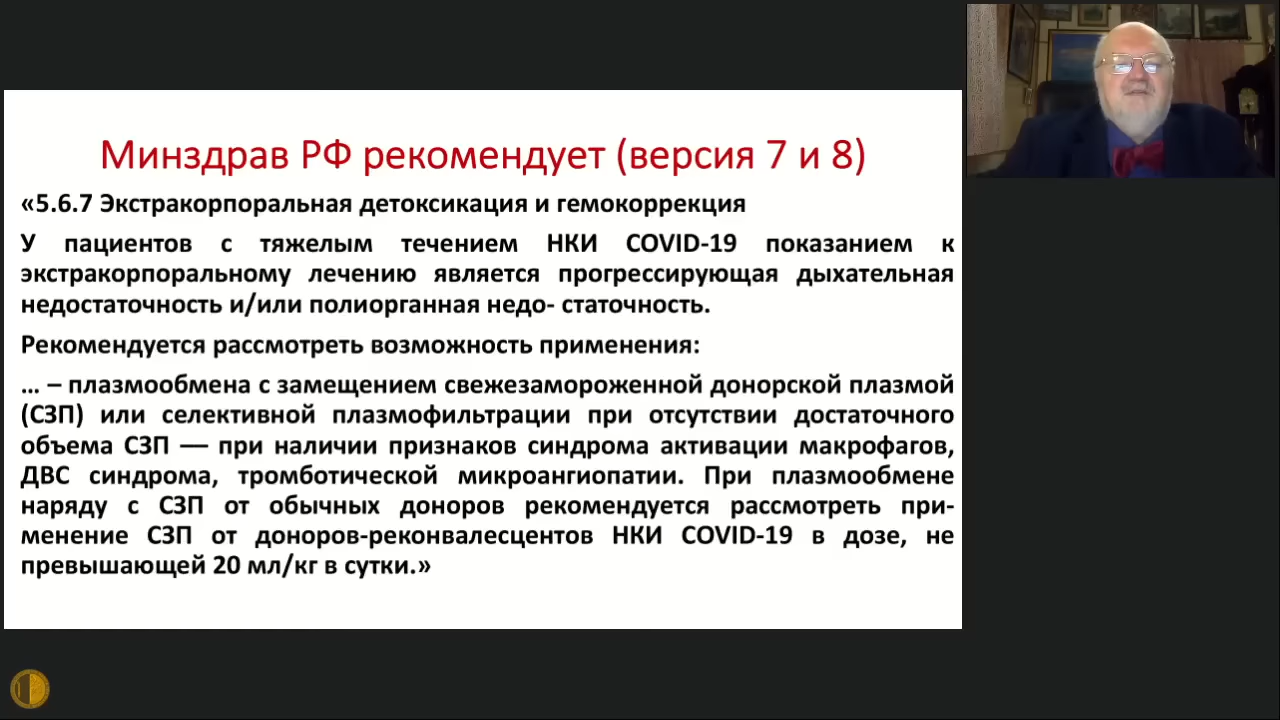 Минздрав РФ рекомендует (версия 7 и 8)
«5.6.7 Экстракорпоральная детоксикация и гемокоррекция
У пациентов с тяжелым течением НКИ COVID-19 показанием к
экстракорпоральному лечению является прогрессирующая дыхательная
недостаточность и/или полиорганная недо- статочность.
Рекомендуется рассмотреть возможность применения:
... – плазмообмена с замещением свежезамороженной донорской плазмой
(СЗП) или селективной плазмофильтрации при отсутствии достаточного
объема СЗП — при наличии признаков синдрома активации макрофагов,
ДВС синдрома, тромботической микроангиопатии. При плазмообмене
наряду с СЗП от обычных доноров рекомендуется рассмотреть при-
менение СЗП от доноров-реконвалесцентов НКИ COVID-19 в дозе, не
превышающей 20 мл/кг в сутки.»